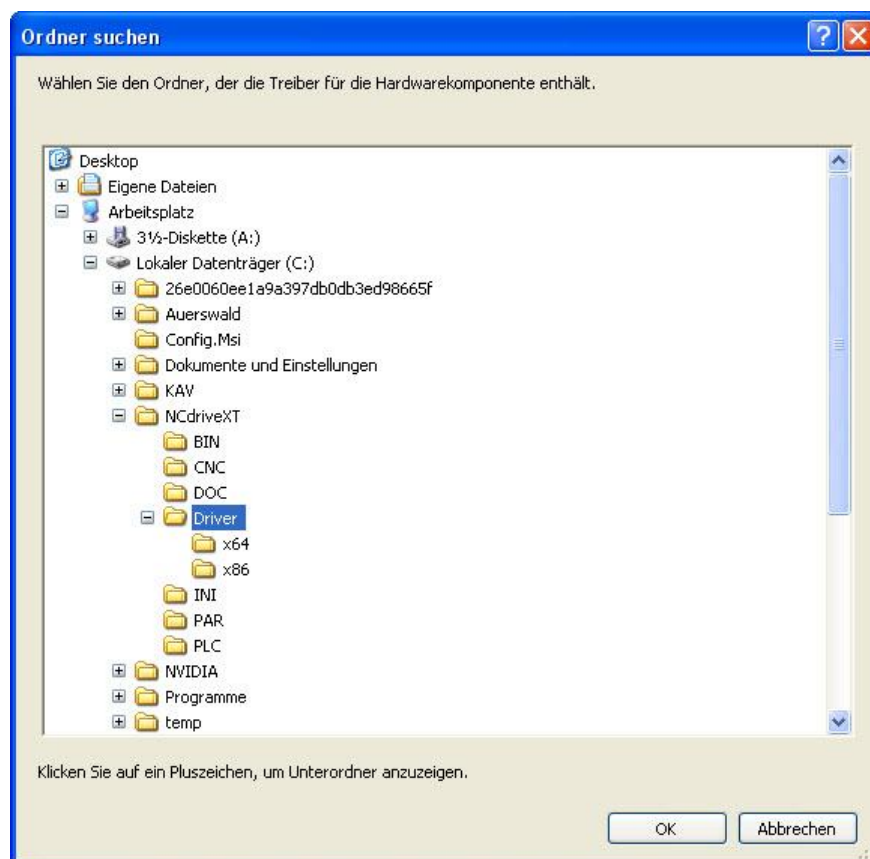 Ordner suchen
Wählen Sie den Ordner, der die Treiber für die Hardwarekomponente enthält.
Desktop
Eigene Dateien
Arbeitsplatz
3½-Diskette (A:)
Lokaler Datenträger (C:)
26e0060ee1a9a397db0db3ed98665f
Auerswald
Config.Msi
Dokumente und Einstellungen
KAV
NCdriveXT
BIN
CNC
DOC
Driver
x64
x86
INI
PAR
PLC
NVIDIA
Programme
temp
Klicken Sie auf ein Pluszeichen, um Unterordner anzuzeigen.
OK Abbrechen